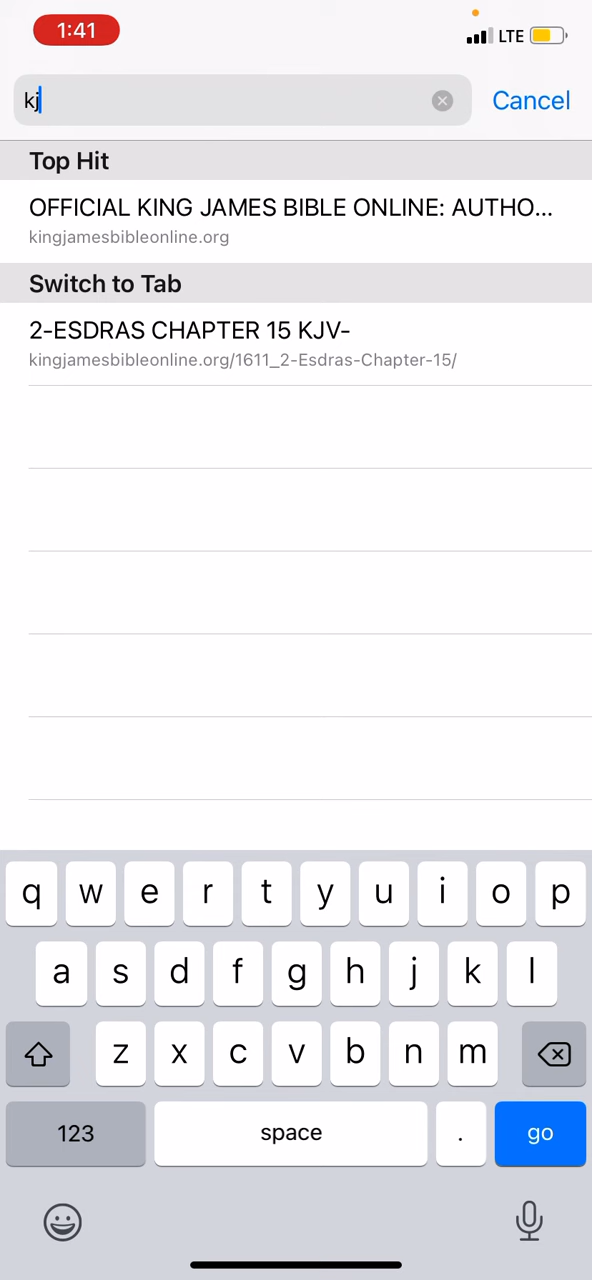 1:41
LTE
kj
Cancel
Top Hit
OFFICIAL KING JAMES BIBLE ONLINE: AUTHO...
kingjamesbibleonline.org
Switch to Tab
2-ESDRAS CHAPTER 15 KJV-
kingjamesbibleonline.org/1611_2-Esdras-Chapter-15/
q w e r t y u i o p
a s d f g h j k l
z x c v b n m
123 space . go